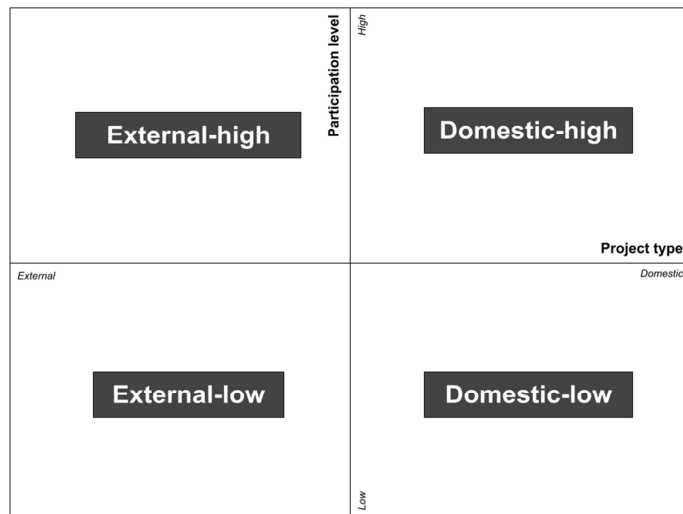 Participation level
High
External-high
Domestic-high
Project type
External
Domestic
External-low
Domestic-low
Low